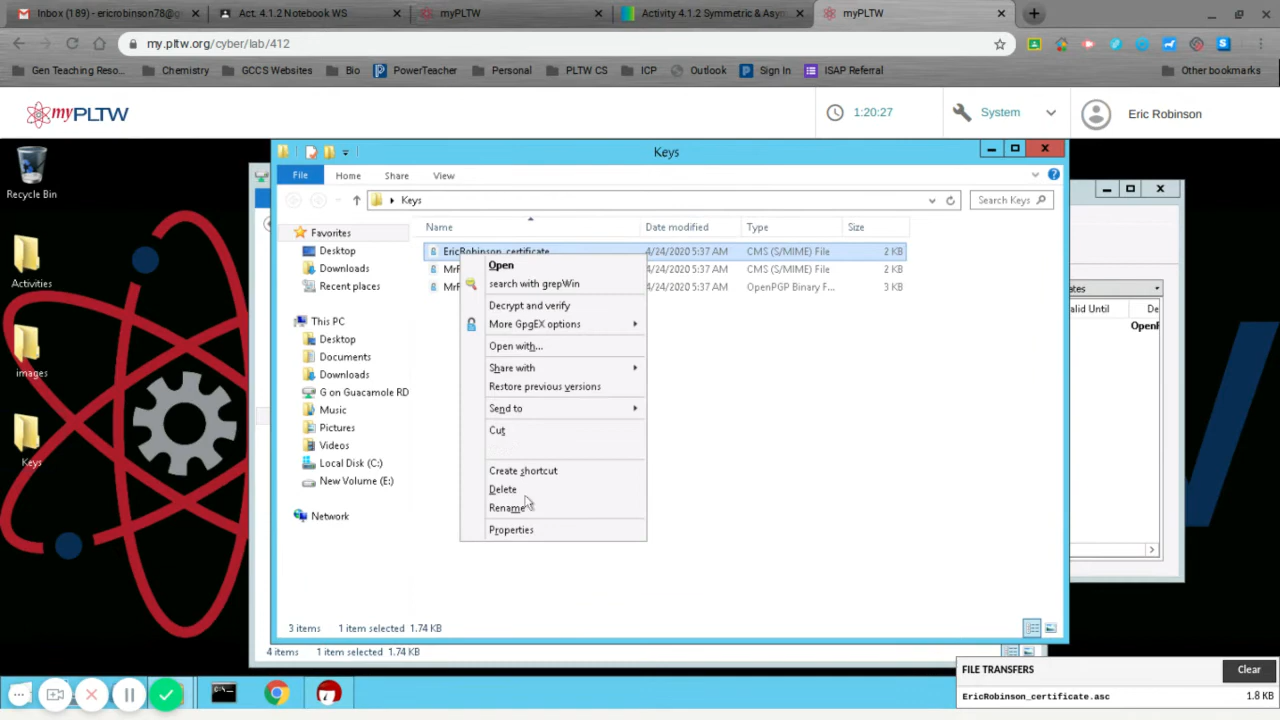 Inbox (189) - ericrobinson78@g
Act. 4.1.2 Notebook WS
myPLTW
Activity 4.1.2 Symmetric & Asy
myPLTW
my.pltw.org/cyber/lab/412
Gen Teaching Reso...
Chemistry
GCCS Websites
Bio
PowerTeacher
Personal
PLTW CS
ICP
Outlook
Sign In
ISAP Referral
Other bookmarks
myPLTW
1:20:27
System
Eric Robinson
Recycle Bin
Activities
images
Keys
Keys
File
Home
Share
View
Keys
Search Keys
Name
Date modified
Type
Size
EricRobinson_certificate
4/24/2020 5:37 AM
CMS (S/MIME) File
2 KB
MrF
4/24/2020 5:37 AM
CMS (S/MIME) File
2 KB
MrF
4/24/2020 5:37 AM
OpenPGP Binary F...
3 KB
Favorites
Desktop
Downloads
Recent places
This PC
Desktop
Documents
Downloads
G on Guacamole RD
Music
Pictures
Videos
Local Disk (C:)
New Volume (E:)
Network
Open
search with grepWin
Decrypt and verify
More GpgEX options
Open with...
Share with
Restore previous versions
Send to
Cut
Create shortcut
Delete
Rename
Properties
ates
alid Until
De
OpenF
3 items
1 item selected 1.74 KB
4 items
1 item selected 1.74 KB
FILE TRANSFERS
Clear
EricRobinson_certificate.asc
1.8 KB